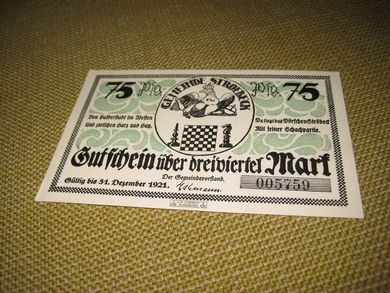 75 Pfg. GEMEINDE STRÖBECK Pfg. 75
Von Halberstadt im Westen
Und zwischen Harz und Huy,
Da liegt das Dörfchen Ströbeck
Mit seiner Schachpartie.
Gutschein über dreiviertel Mark
Der Gemeindevorstand.
Gültig bis 31. Dezember 1921.
005759